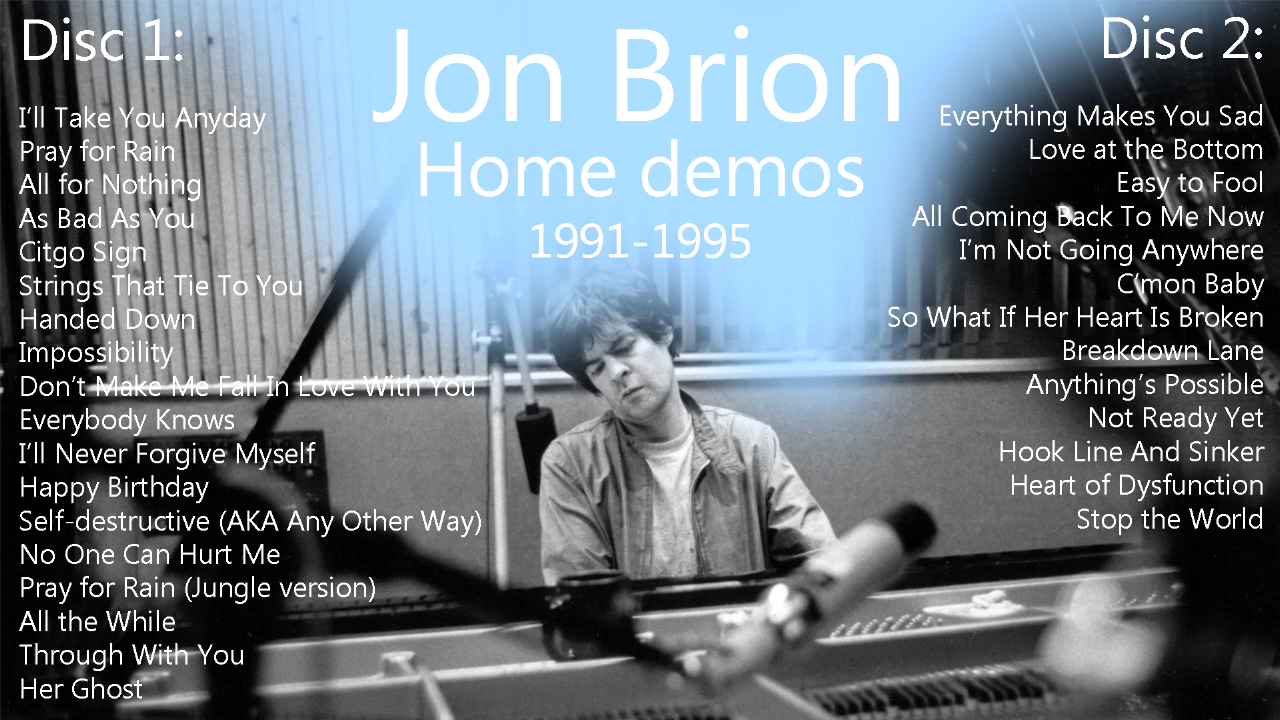 Jon Brion
Home demos
1991-1995
Disc 1:
I'll Take You Anyday
Pray for Rain
All for Nothing
As Bad As You
Citgo Sign
Strings That Tie To You
Handed Down
Impossibility
Don't Make Me Fall In Love With You
Everybody Knows
I'll Never Forgive Myself
Happy Birthday
Self-destructive (AKA Any Other Way)
No One Can Hurt Me
Pray for Rain (Jungle version)
All the While
Through With You
Her Ghost
Disc 2:
Everything Makes You Sad
Love at the Bottom
Easy to Fool
All Coming Back To Me Now
I'm Not Going Anywhere
C'mon Baby
So What If Her Heart Is Broken
Breakdown Lane
Anything's Possible
Not Ready Yet
Hook Line And Sinker
Heart of Dysfunction
Stop the World